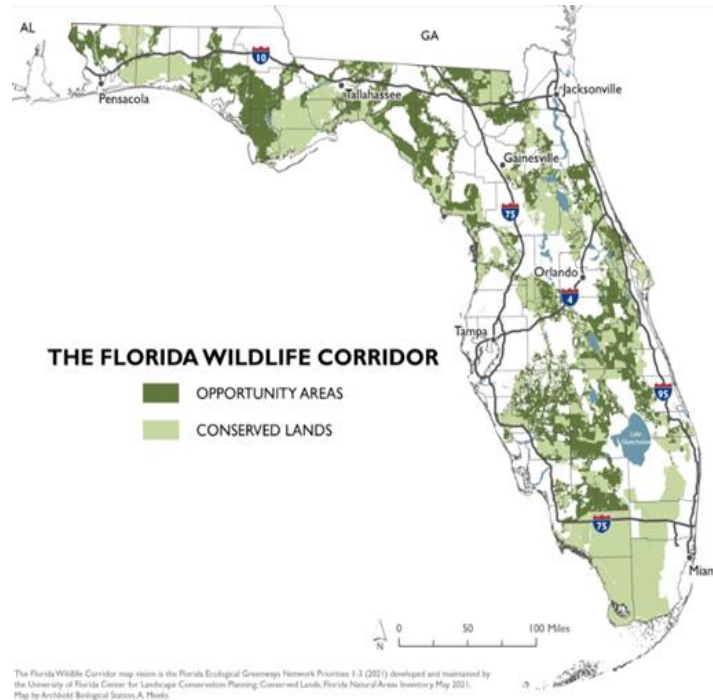 AL
GA
10
Tallahassee
Pensacola
Jacksonville
Gainesville
75
Orlando
4
Tampa
THE FLORIDA WILDLIFE CORRIDOR
OPPORTUNITY AREAS
CONSERVED LANDS
95
Lake
Okeechobee
75
Miami
0 50 100 Miles
N
The Florida Wildlife Corridor map vision is the Florida Ecological Greenways Network Priorities 1-3 (2021) developed and maintained by
the University of Florida Center for Landscape Conservation Planning; Conserved Lands, Florida Natural Areas Inventory, May 2021.
Map by Archbold Biological Station, A. Meeks